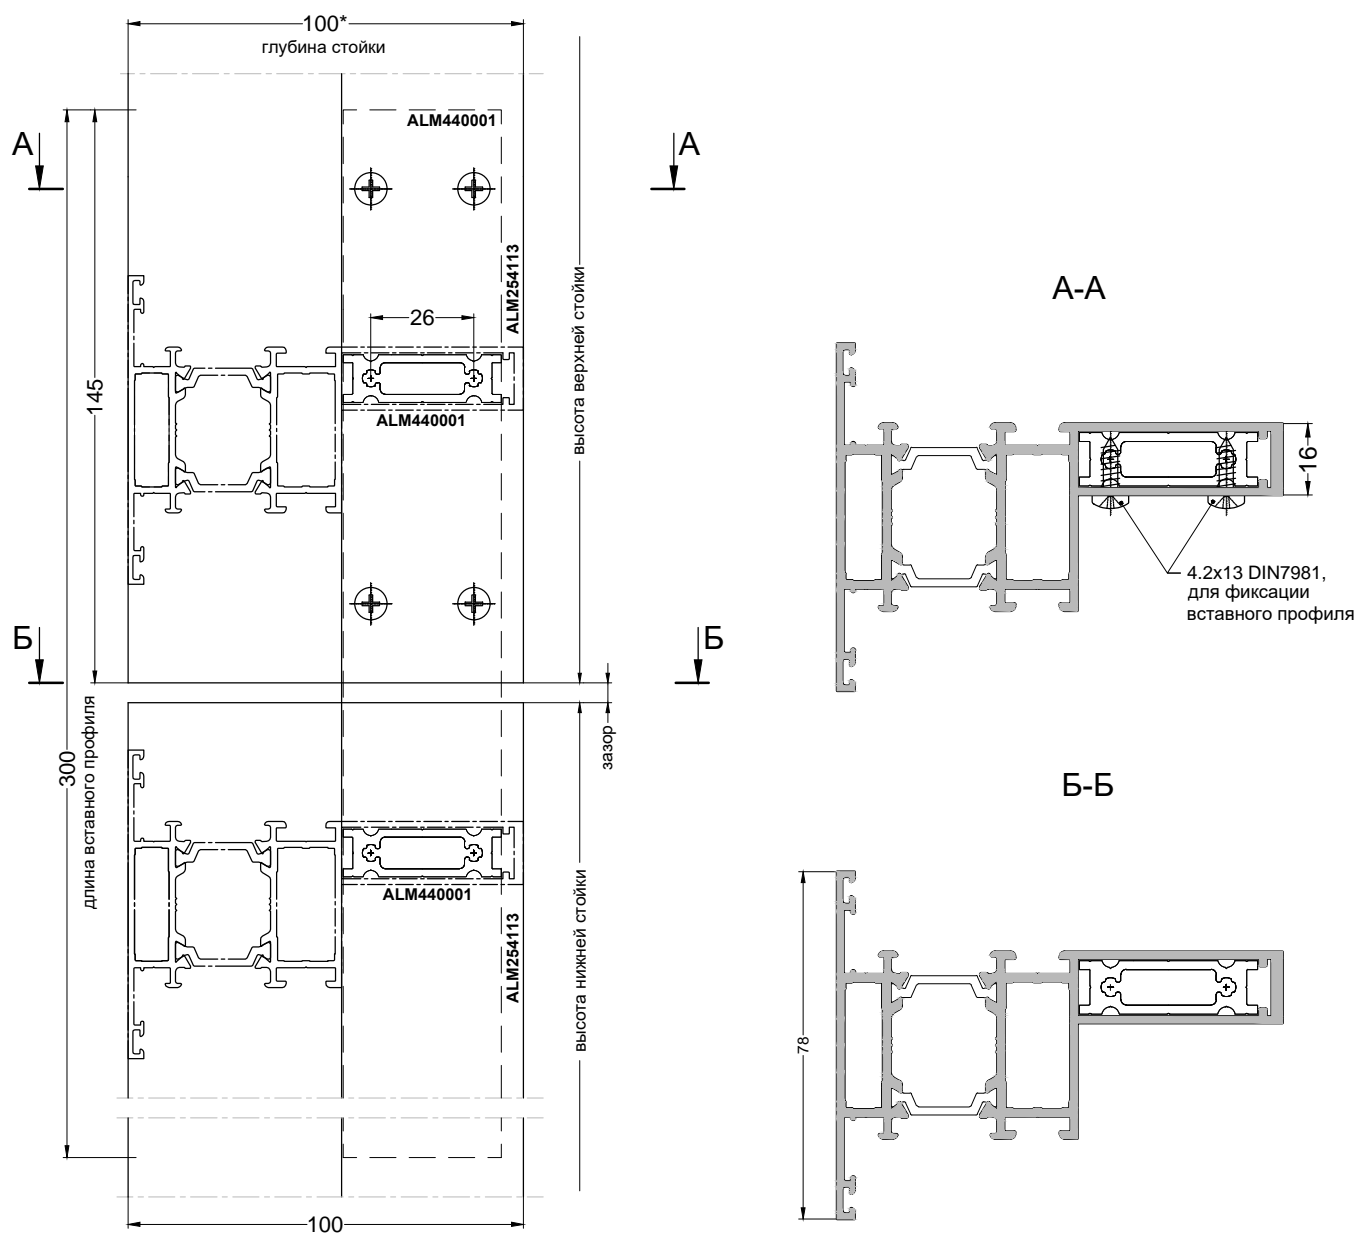 100*
глубина стойки
ALM440001
А
А
ALM254113
высота верхней стойки
26
145
ALM440001
Б
Б
зазор
300
длина вставного профиля
ALM440001
ALM254113
высота нижней стойки
100
А-А
16
4.2x13 DIN7981,
для фиксации
вставного профиля
Б-Б
78